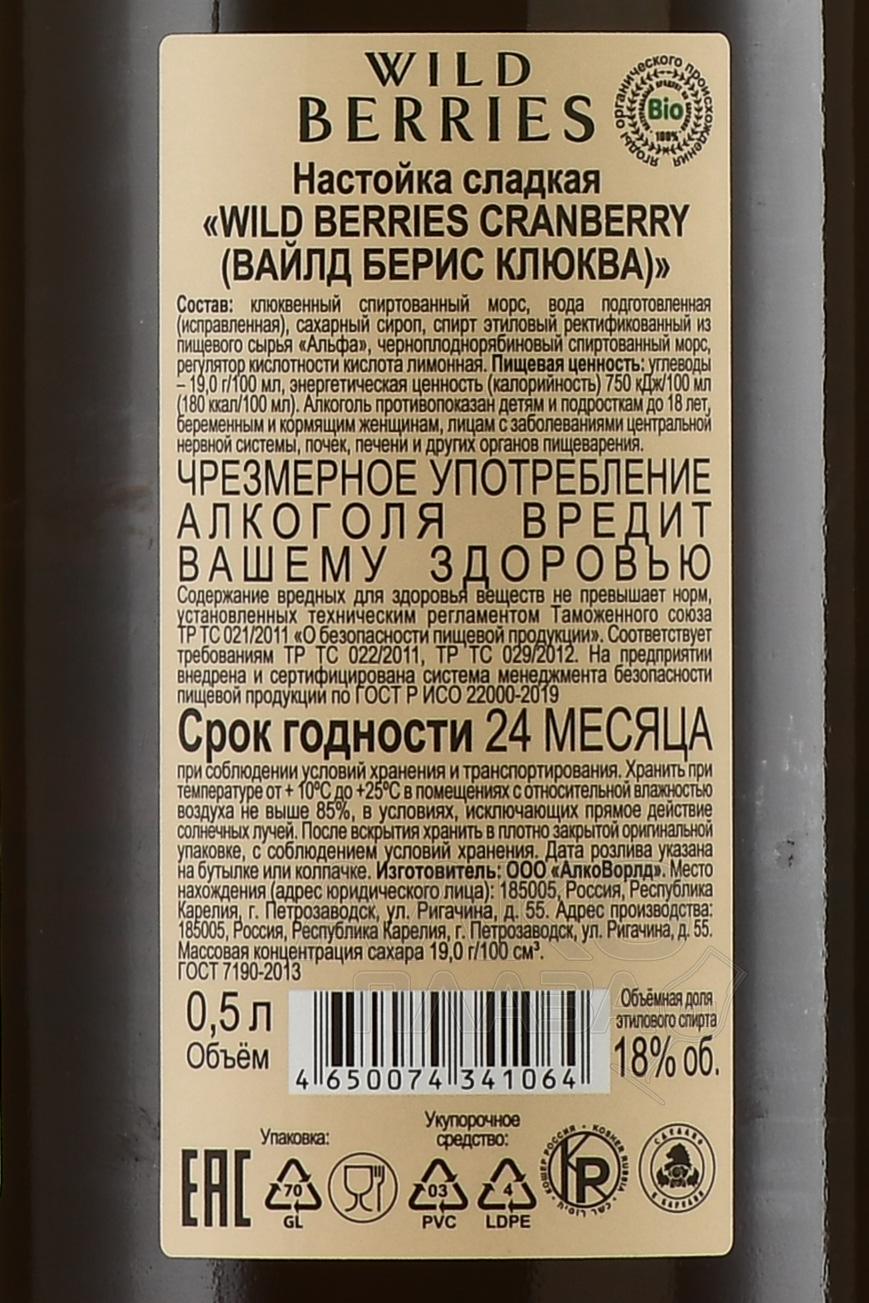 WILD
BERRIES
Ягоды органического происхождения
Bio
100%
Настойка сладкая
«WILD BERRIES CRANBERRY
(ВАЙЛД БЕРИС КЛЮКВА)»
Состав: клюквенный спиртованный морс, вода подготовленная
(исправленная), сахарный сироп, спирт этиловый ректификованный из
пищевого сырья «Альфа», черноплоднорябиновый спиртованный морс,
регулятор кислотности кислота лимонная. Пищевая ценность: углеводы
– 19,0 г/100 мл, энергетическая ценность (калорийность) 750 кДж/100 мл
(180 ккал/100 мл). Алкоголь противопоказан детям и подросткам до 18 лет,
беременным и кормящим женщинам, лицам с заболеваниями центральной
нервной системы, почек, печени и других органов пищеварения.
ЧРЕЗМЕРНОЕ УПОТРЕБЛЕНИЕ
АЛКОГОЛЯ ВРЕДИТ
ВАШЕМУ ЗДОРОВЬЮ
Содержание вредных для здоровья веществ не превышает норм,
установленных техническим регламентом Таможенного союза
ТР ТС 021/2011 «О безопасности пищевой продукции». Соответствует
требованиям ТР ТС 022/2011, ТР ТС 029/2012. На предприятии
внедрена и сертифицирована система менеджмента безопасности
пищевой продукции по ГОСТ Р ИСО 22000-2019
Срок годности 24 МЕСЯЦА
при соблюдении условий хранения и транспортирования. Хранить при
температуре от + 10ºС до +25ºС в помещениях с относительной влажностью
воздуха не выше 85%, в условиях, исключающих прямое действие
солнечных лучей. После вскрытия хранить в плотно закрытой оригинальной
упаковке, с соблюдением условий хранения. Дата розлива указана
на бутылке или колпачке. Изготовитель: ООО «АлкоВорлд». Место
нахождения (адрес юридического лица): 185005, Россия, Республика
Карелия, г. Петрозаводск, ул. Ригачина, д. 55. Адрес производства:
185005, Россия, Республика Карелия, г. Петрозаводск, ул. Ригачина, д. 55.
Массовая концентрация сахара 19,0 г/100 см³.
ГОСТ 7190-2013
0,5 л
Объём
4 650074 341064
Объёмная доля
этилового спирта
18% об.
Упаковка:
Укупорочное
средство:
EAC
70
GL
03
PVC
4
LDPE
КОШЕР РОССИЯ • KOSHER RUSSIA
KR